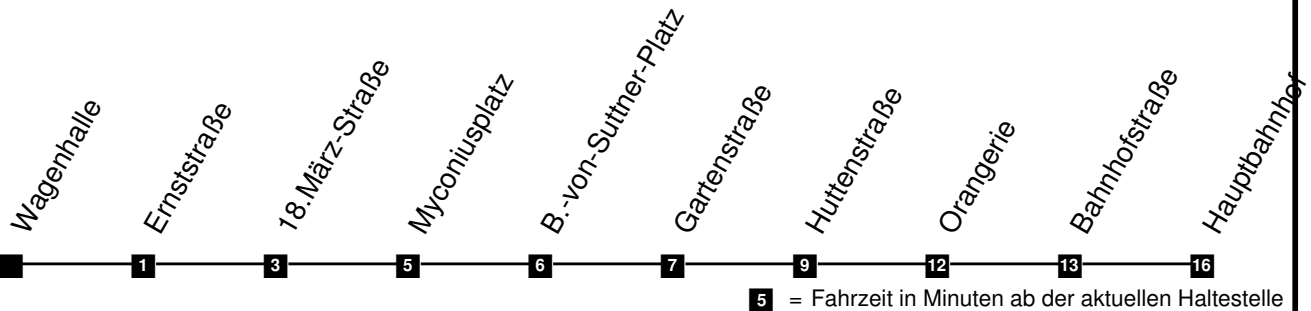 Wagenhalle
Ernststraße
18.März-Straße
Myconiusplatz
B.-von-Suttner-Platz
Gartenstraße
Huttenstraße
Orangerie
Bahnhofstraße
Hauptbahnhof
1 3 5 6 7 9 12 13 16
5 = Fahrzeit in Minuten ab der aktuellen Haltestelle